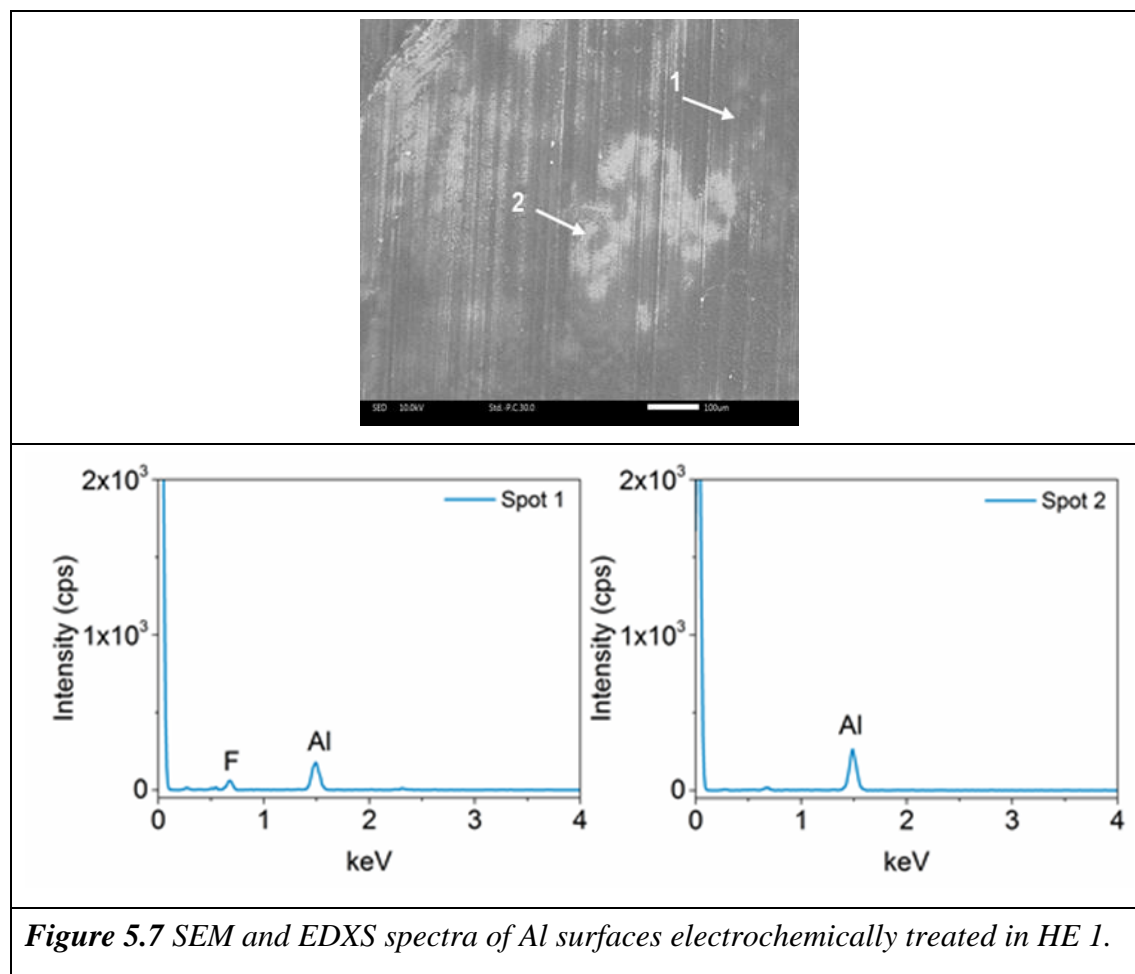 1
2
SED 10.0kV Std.-P.C.30.0 100um
2x10³
Spot 1
Intensity (cps)
1x10³
F
Al
0
0 1 2 3 4
keV
2x10³
Spot 2
Intensity (cps)
1x10³
Al
0
0 1 2 3 4
keV
Figure 5.7 SEM and EDXS spectra of Al surfaces electrochemically treated in HE 1.